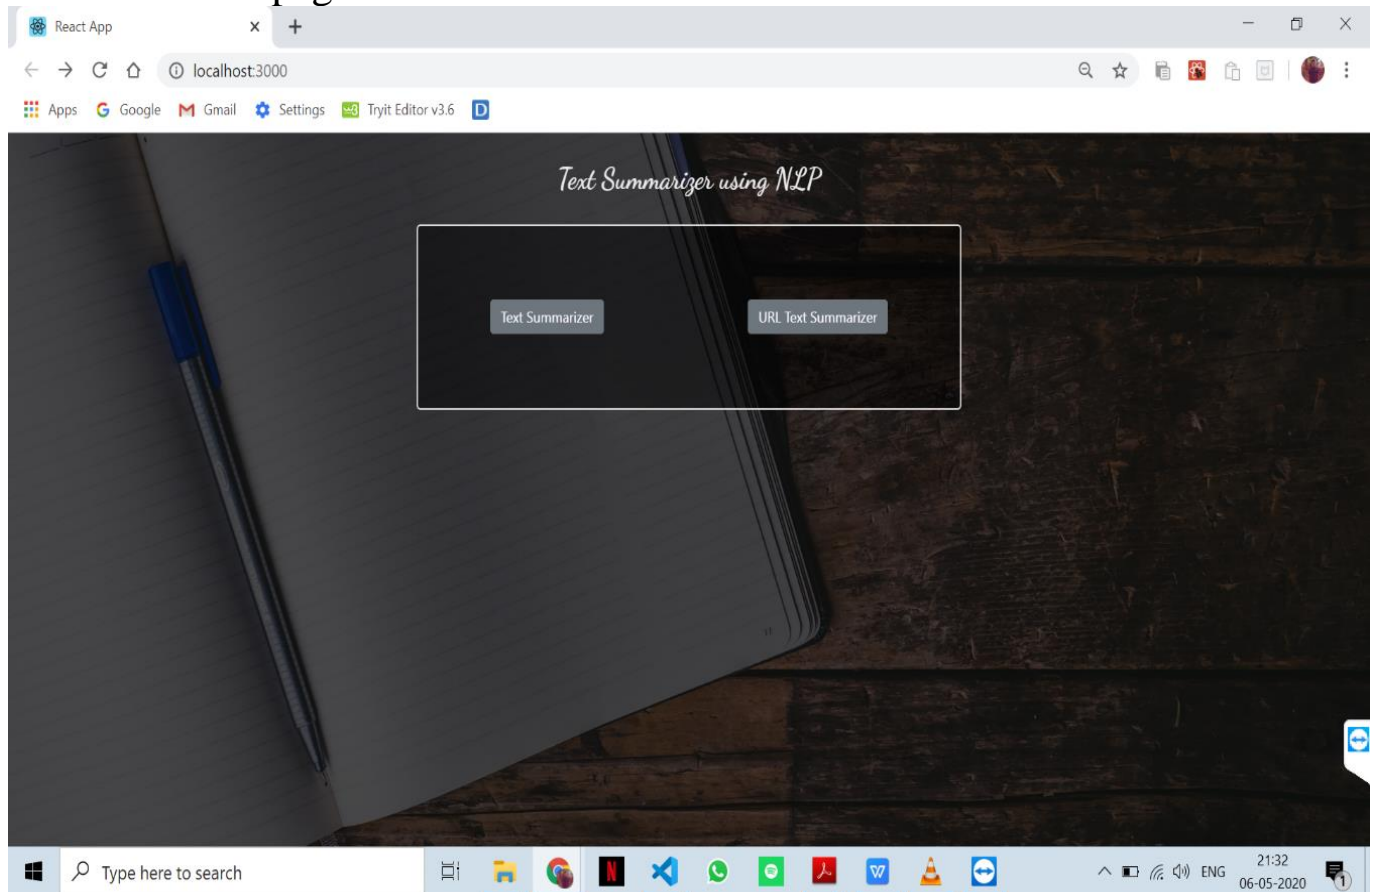 React App
localhost:3000
Apps Google Gmail Settings Tryit Editor v3.6 D
Text Summarizer using NLP
Text Summarizer URL Text Summarizer
Type here to search ENG 21:32
06-05-2020 1